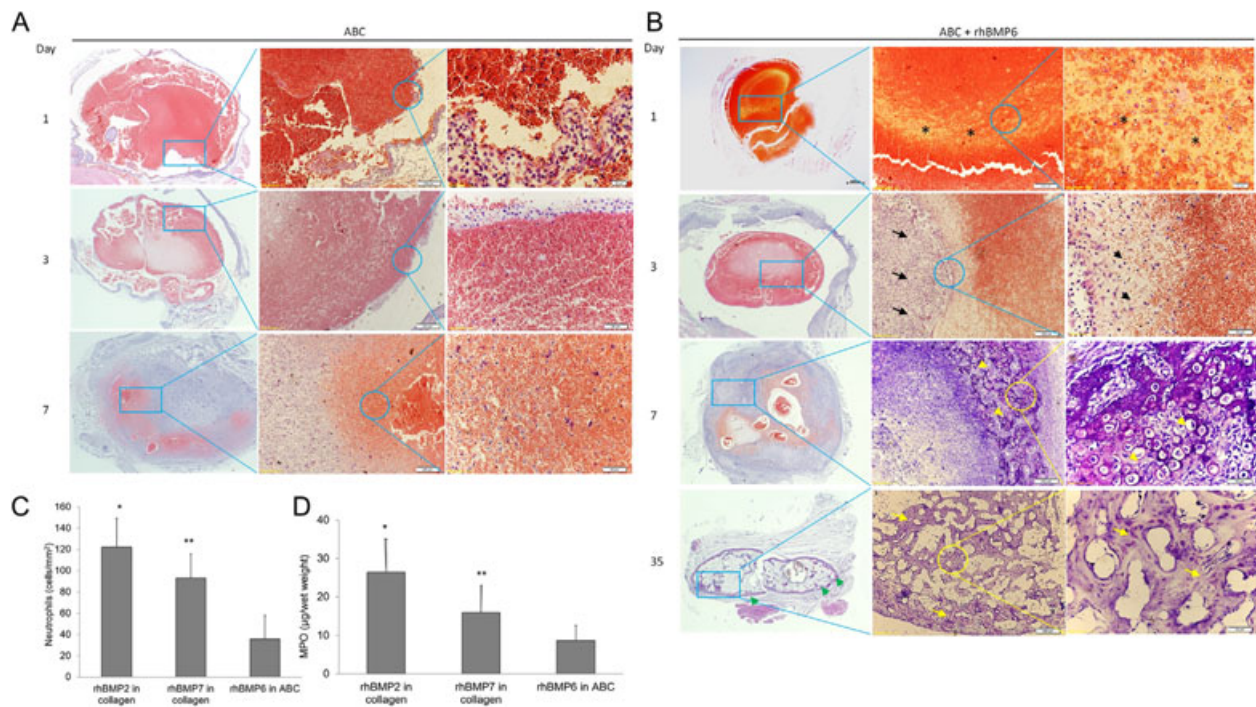 A
ABC
Day
1
3
7
B
ABC + rhBMP6
Day
1
*
*
*
*
3
7
35
C
Neutrophils (cells/mm²)
160
140
120
100
80
60
40
20
0
*
**
rhBMP2 in
collagen
rhBMP7 in
collagen
rhBMP6 in ABC
D
MPO (µg/wet weight)
40
30
20
10
0
*
**
rhBMP2 in
collagen
rhBMP7 in
collagen
rhBMP6 in ABC